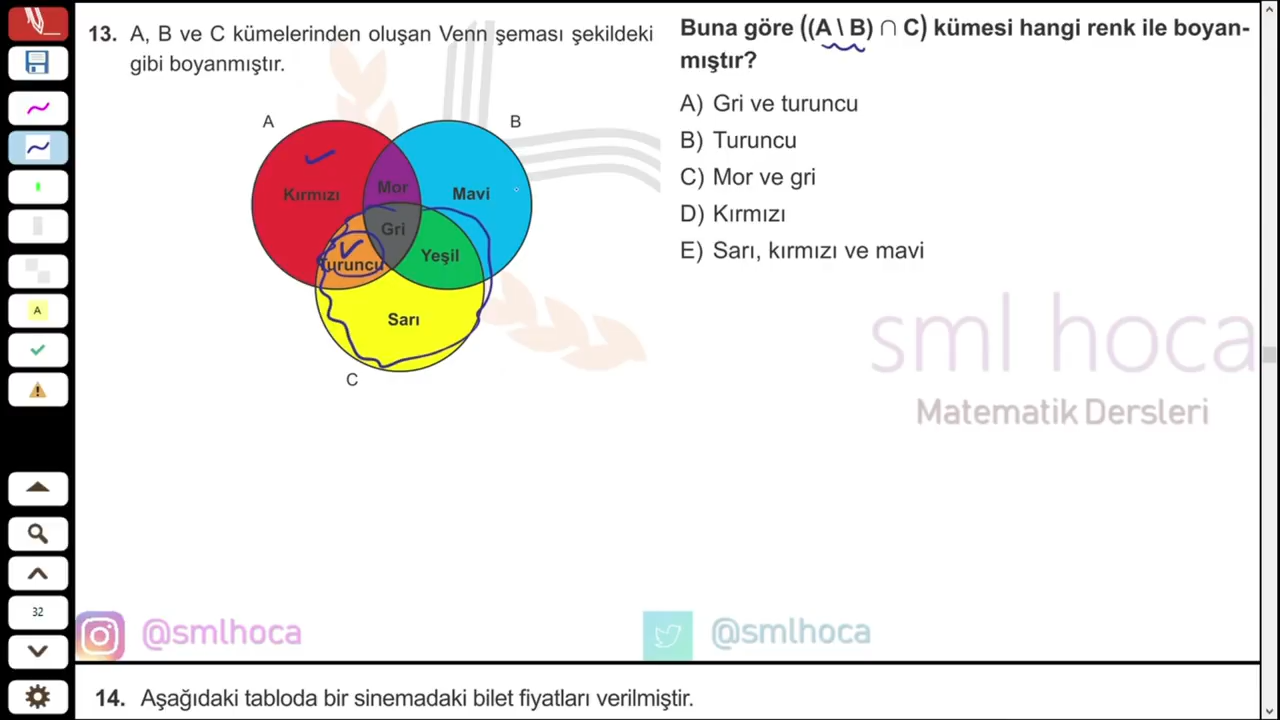 13. A, B ve C kümelerinden oluşan Venn şeması şekildeki
gibi boyanmıştır.
A
B
Kırmızı
Mor
Mavi
Gri
Turuncu
Yeşil
Sarı
C
Buna göre ((A \ B) ∩ C) kümesi hangi renk ile boyan-
mıştır?
A) Gri ve turuncu
B) Turuncu
C) Mor ve gri
D) Kırmızı
E) Sarı, kırmızı ve mavi
sml hoca
Matematik Dersleri
A
32
@smlhoca
@smlhoca
14. Aşağıdaki tabloda bir sinemadaki bilet fiyatları verilmiştir.